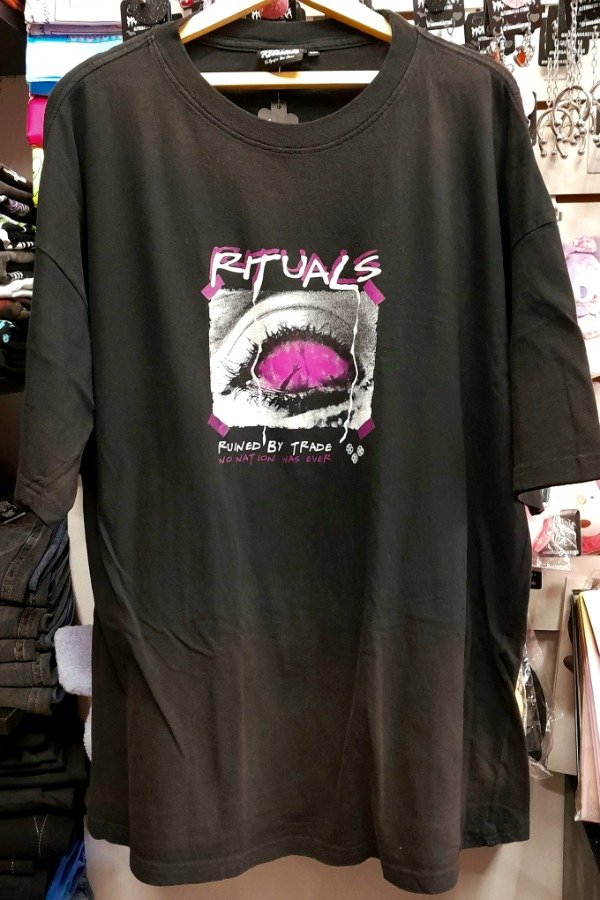 RITUALS
RUINED BY TRADE
NO NATION WAS EVER